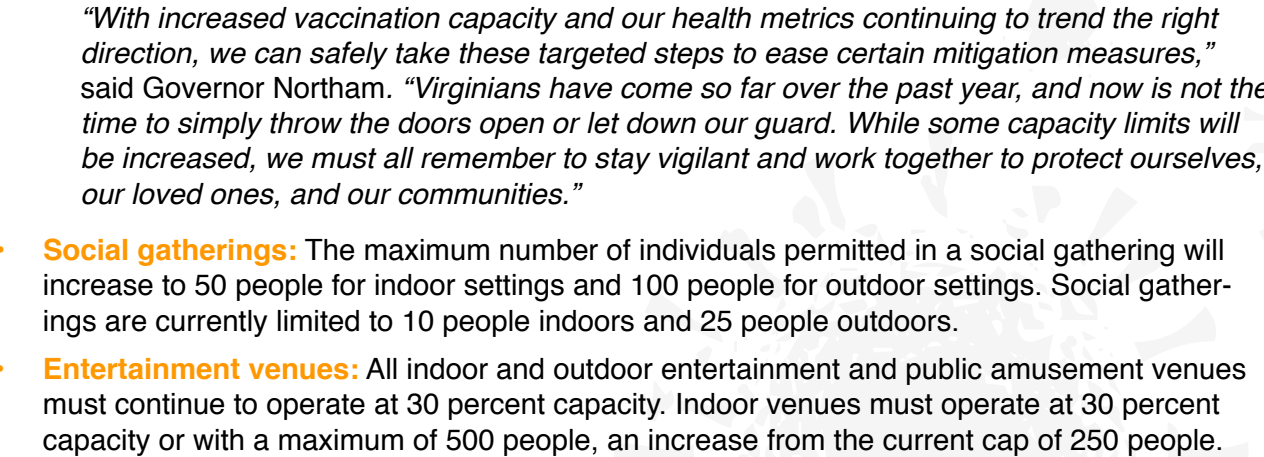 “With increased vaccination capacity and our health metrics continuing to trend the right
direction, we can safely take these targeted steps to ease certain mitigation measures,”
said Governor Northam. “Virginians have come so far over the past year, and now is not the
time to simply throw the doors open or let down our guard. While some capacity limits will
be increased, we must all remember to stay vigilant and work together to protect ourselves,
our loved ones, and our communities.”
• Social gatherings: The maximum number of individuals permitted in a social gathering will
increase to 50 people for indoor settings and 100 people for outdoor settings. Social gather-
ings are currently limited to 10 people indoors and 25 people outdoors.
• Entertainment venues: All indoor and outdoor entertainment and public amusement venues
must continue to operate at 30 percent capacity. Indoor venues must operate at 30 percent
capacity or with a maximum of 500 people, an increase from the current cap of 250 people.